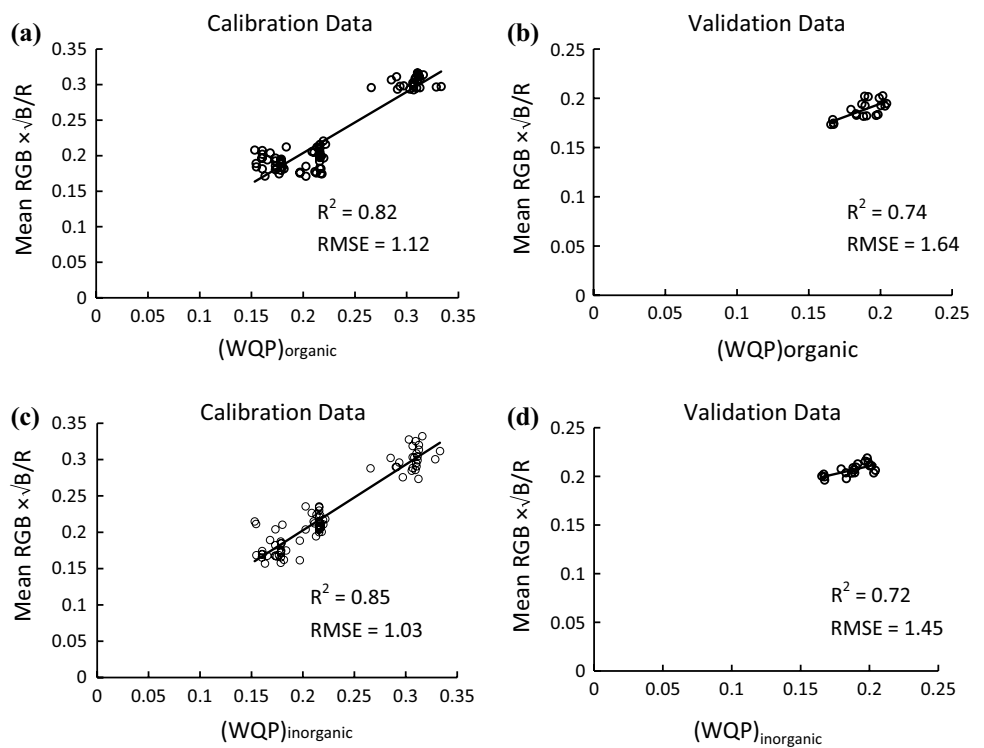 (a)
Calibration Data
0.35
0.3
0.25
0.2
0.15
0.1
0.05
0
Mean RGB ×√B/R
R² = 0.82
RMSE = 1.12
0 0.05 0.1 0.15 0.2 0.25 0.3 0.35
(WQP)organic
(b)
Validation Data
0.25
0.2
0.15
0.1
0.05
0
Mean RGB ×√B/R
R² = 0.74
RMSE = 1.64
0 0.05 0.1 0.15 0.2 0.25
(WQP)organic
(c)
Calibration Data
0.35
0.3
0.25
0.2
0.15
0.1
0.05
0
Mean RGB ×√B/R
R² = 0.85
RMSE = 1.03
0 0.05 0.1 0.15 0.2 0.25 0.3 0.35
(WQP)inorganic
(d)
Validation Data
0.25
0.2
0.15
0.1
0.05
0
Mean RGB ×√B/R
R² = 0.72
RMSE = 1.45
0 0.05 0.1 0.15 0.2 0.25
(WQP)inorganic